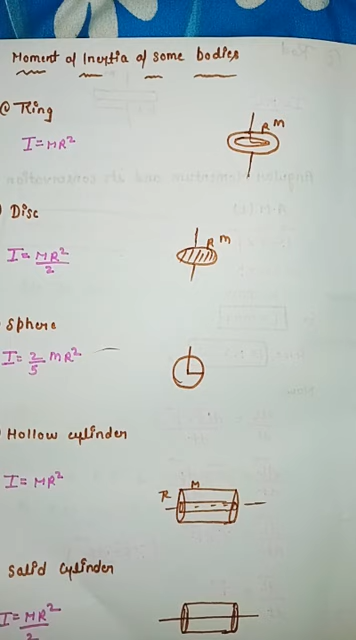 Moment of Inertia of some bodies
@ Ring
I = MR²
R M
Disc
I = MR²/2
R M
Sphere
I = 2/5 MR²
Hollow cylinder
I = MR²
R M
Solid cylinder
I = MR²/2